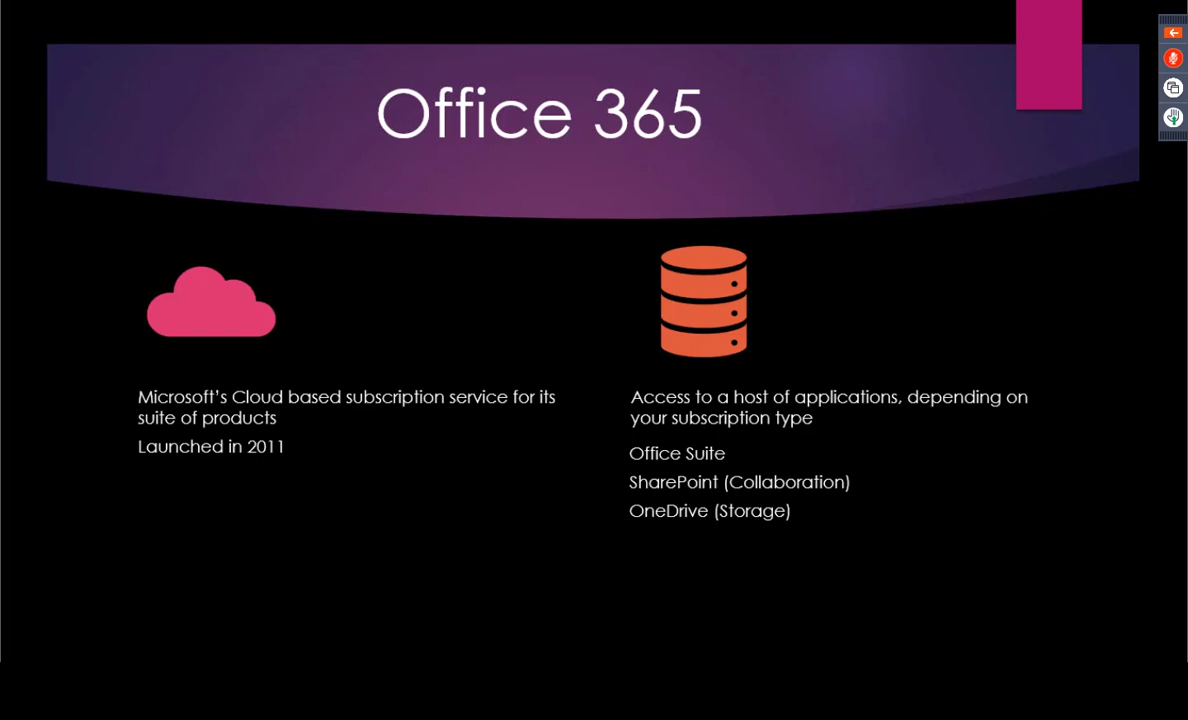 Office 365
Microsoft's Cloud based subscription service for its
suite of products
Launched in 2011
Access to a host of applications, depending on
your subscription type
Office Suite
SharePoint (Collaboration)
OneDrive (Storage)